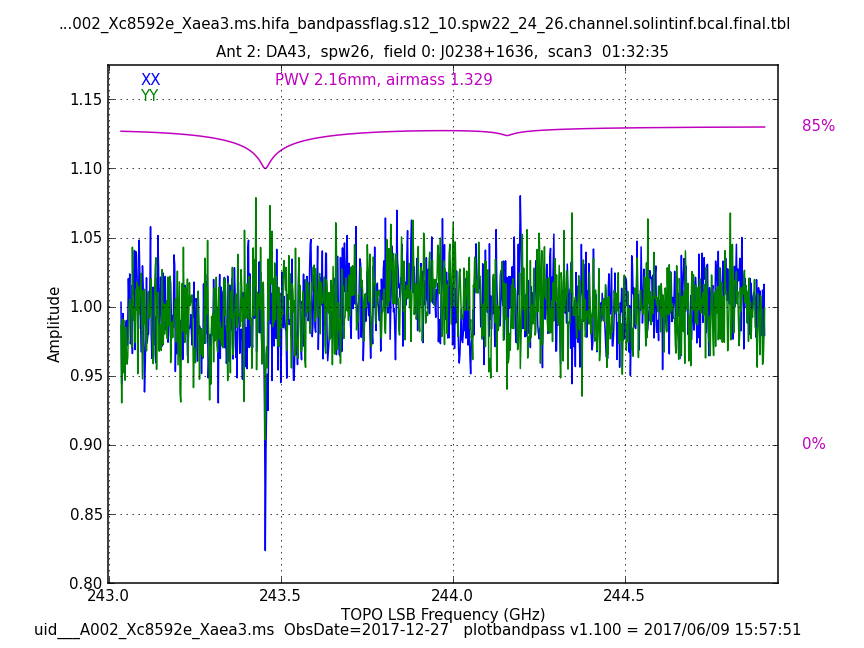 ...002_Xc8592e_Xaea3.ms.hifa_bandpassflag.s12_10.spw22_24_26.channel.solintinf.bcal.final.tbl
Ant 2: DA43, spw26, field 0: J0238+1636, scan3 01:32:35
XX
YY
PWV 2.16mm, airmass 1.329
85%
0%
Amplitude
1.15
1.10
1.05
1.00
0.95
0.90
0.85
0.80
243.0 243.5 244.0 244.5
TOPO LSB Frequency (GHz)
uid___A002_Xc8592e_Xaea3.ms ObsDate=2017-12-27 plotbandpass v1.100 = 2017/06/09 15:57:51